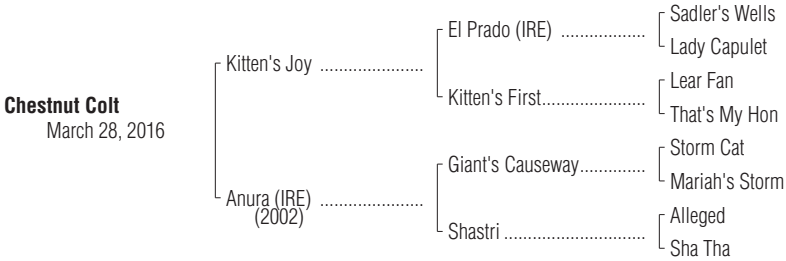 Sadler's Wells
El Prado (IRE) ..................
Lady Capulet
Kitten's Joy ......................
Lear Fan
Kitten's First......................
That's My Hon
Chestnut Colt
March 28, 2016
Storm Cat
Giant's Causeway..............
Mariah's Storm
Anura (IRE) ......................
(2002)
Alleged
Shastri ..............................
Sha Tha